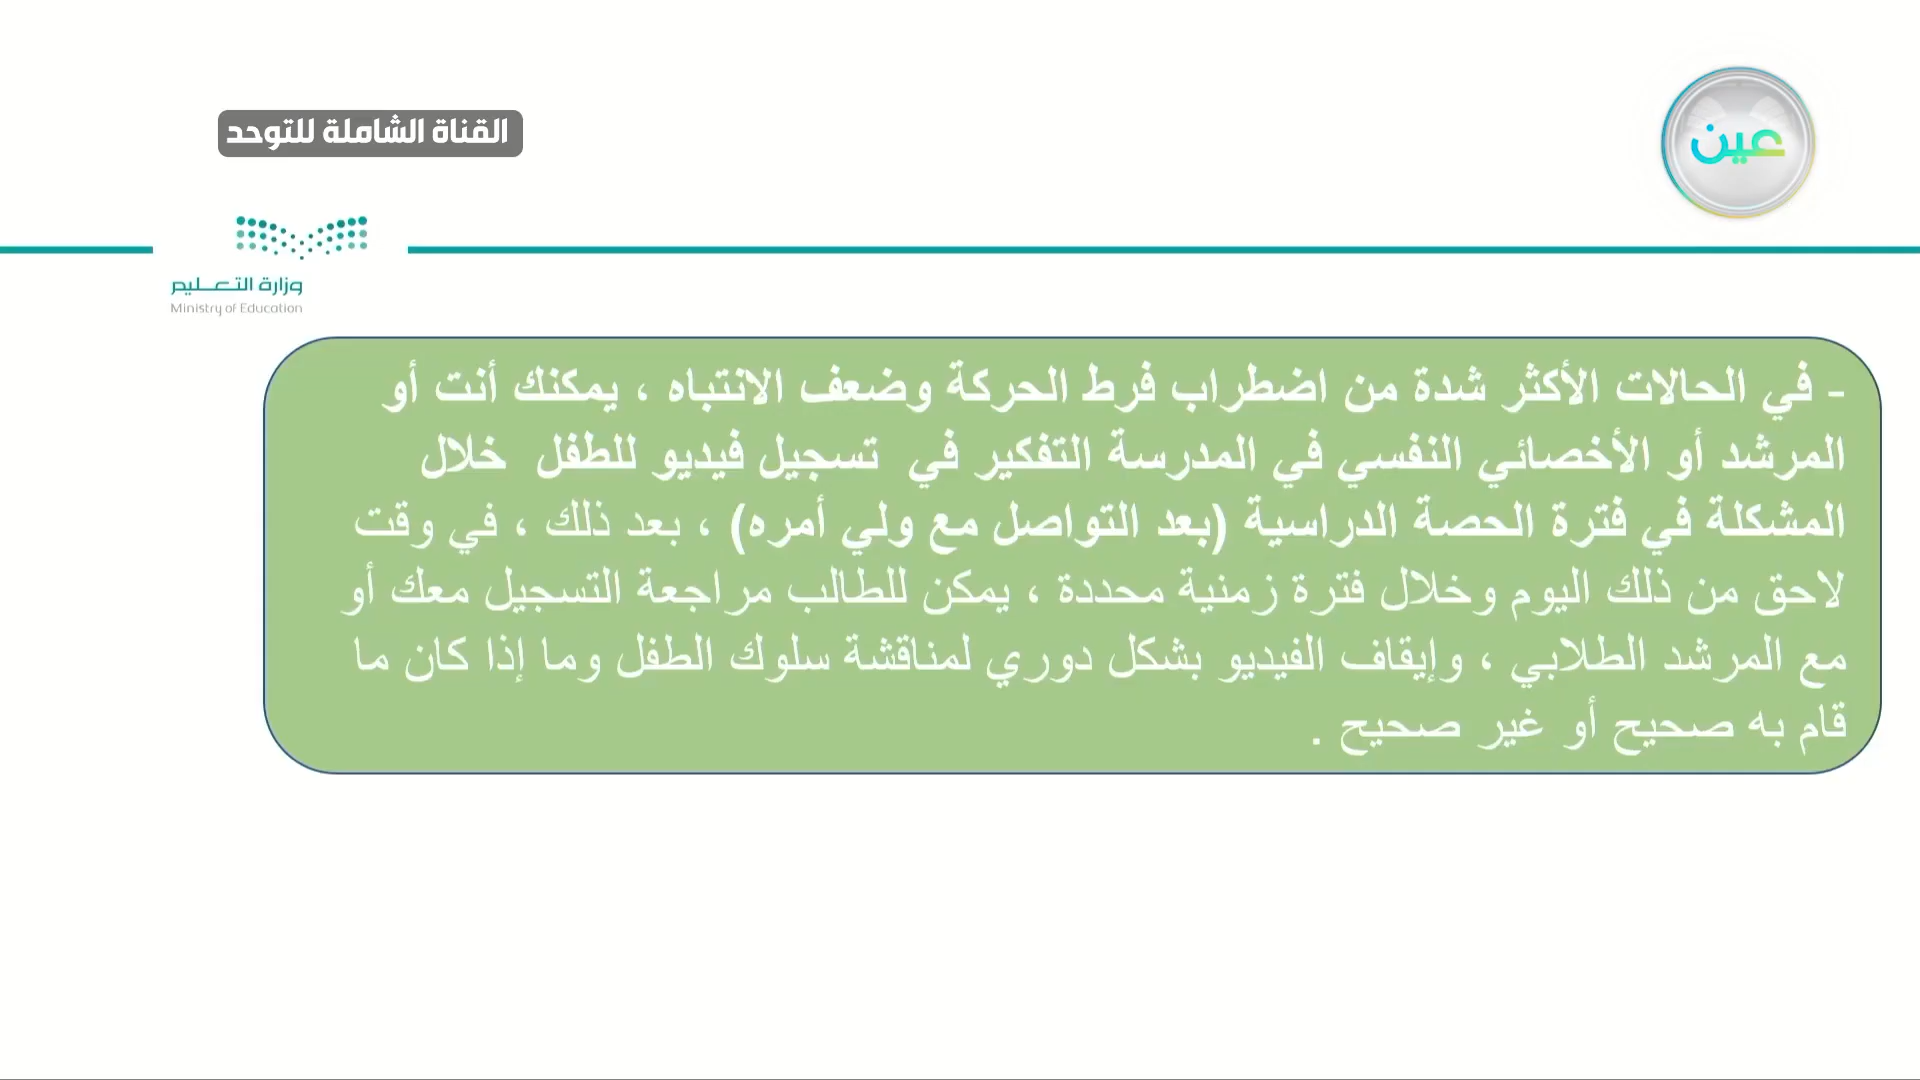 القناة الشاملة للتوحد
عين
وزارة التعليم
Ministry of Education
- في الحالات الأكثر شدة من اضطراب فرط الحركة وضعف الانتباه ، يمكنك أنت أو
المرشد أو الأخصائي النفسي في المدرسة التفكير في تسجيل فيديو للطفل خلال
المشكلة في فترة الحصة الدراسية (بعد التواصل مع ولي أمره) ، بعد ذلك ، في وقت
لاحق من ذلك اليوم وخلال فترة زمنية محددة ، يمكن للطالب مراجعة التسجيل معك أو
مع المرشد الطلابي ، وإيقاف الفيديو بشكل دوري لمناقشة سلوك الطفل وما إذا كان ما
قام به صحيح أو غير صحيح .